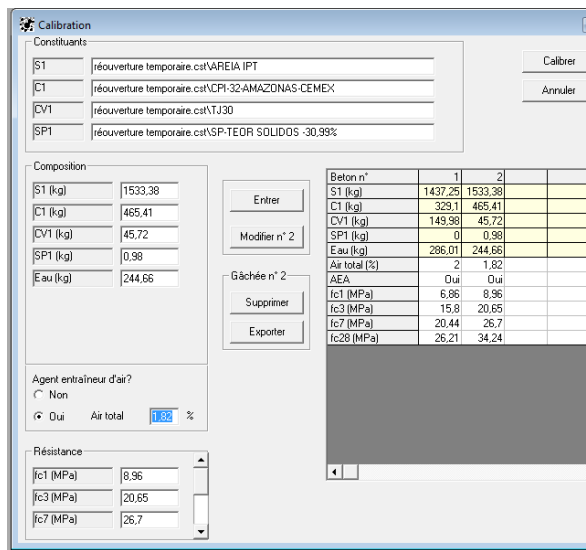 Calibration
Constituants
S1 réouverture temporaire.cst\AREIA IPT
C1 réouverture temporaire.cst\CPI-32-AMAZONAS-CEMEX
CV1 réouverture temporaire.cst\TJ30
SP1 réouverture temporaire.cst\SP-TEOR SOLIDOS -30,99%
Calibrer
Annuler
Composition
S1 (kg) 1533,38
C1 (kg) 465,41
CV1 (kg) 45,72
SP1 (kg) 0,98
Eau (kg) 244,66
Agent entraîneur d'air?
Non
Oui Air total 1,82 %
Résistance
fc1 (MPa) 8,96
fc3 (MPa) 20,65
fc7 (MPa) 26,7
Entrer
Modifier n° 2
Gâchée n° 2
Supprimer
Exporter
Beton n° 1 2
S1 (kg) 1437,25 1533,38
C1 (kg) 329,1 465,41
CV1 (kg) 149,98 45,72
SP1 (kg) 0 0,98
Eau (kg) 286,01 244,66
Air total (%) 2 1,82
AEA Oui Oui
fc1 (MPa) 6,86 8,96
fc3 (MPa) 15,8 20,65
fc7 (MPa) 20,44 26,7
fc28 (MPa) 26,21 34,24